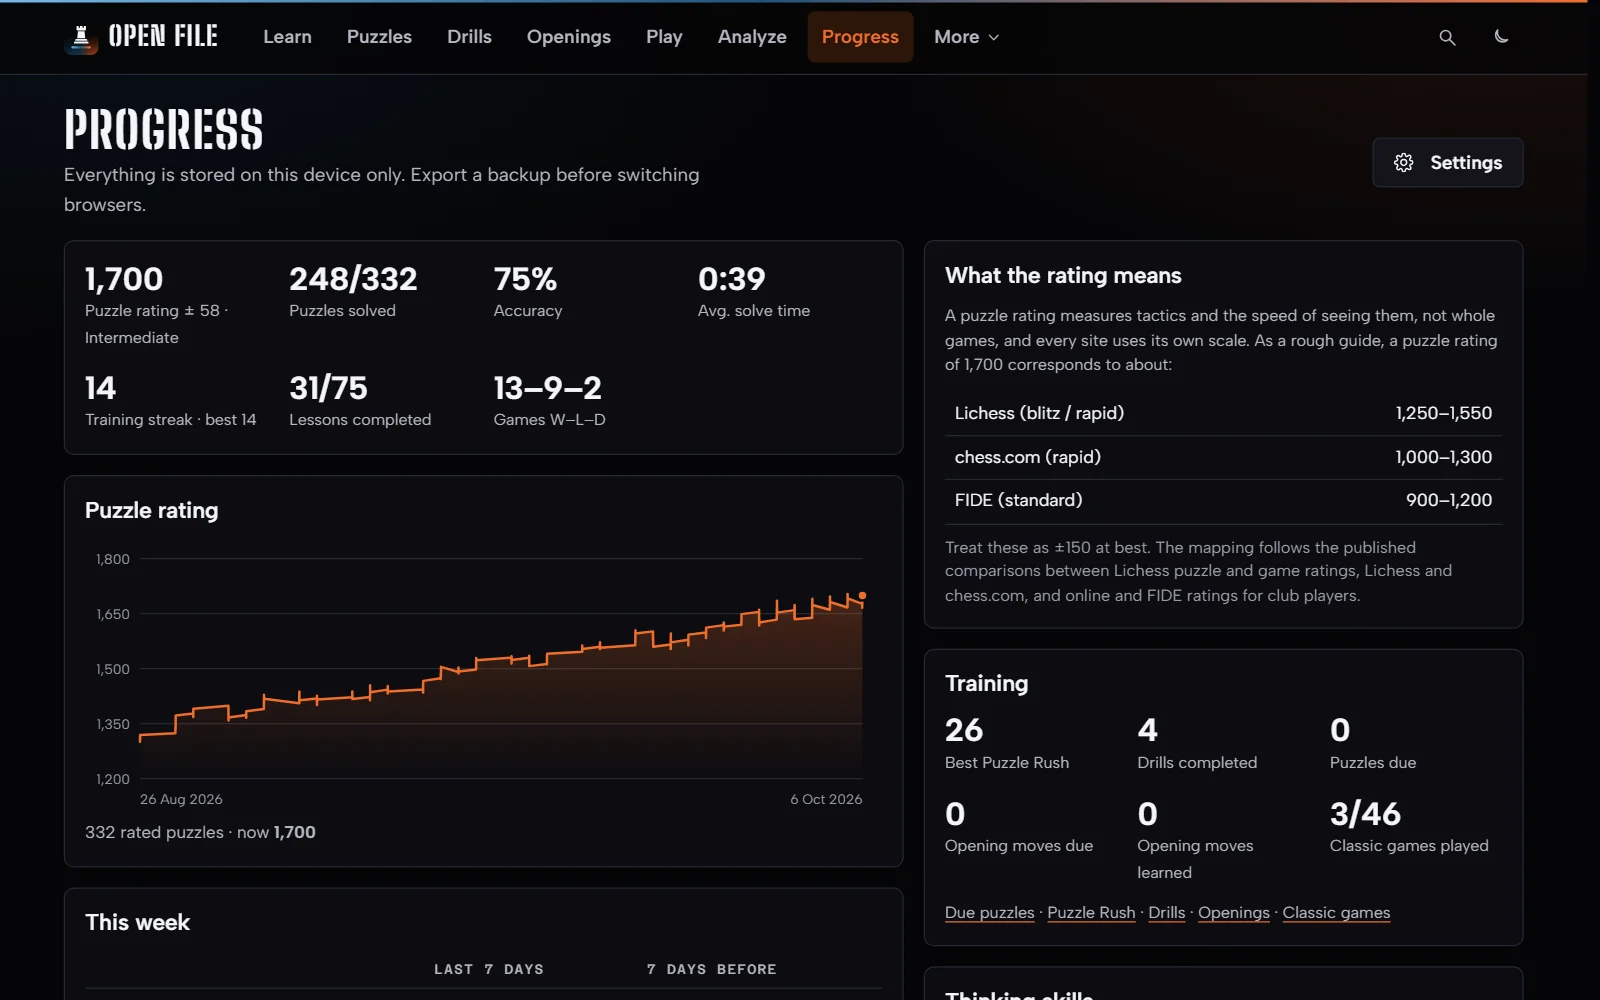 OPEN FILE
Learn
Puzzles
Drills
Openings
Play
Analyze
Progress
More
PROGRESS
Everything is stored on this device only. Export a backup before switching
browsers.
Settings
1,700
Puzzle rating ± 58 ·
Intermediate
248/332
Puzzles solved
75%
Accuracy
0:39
Avg. solve time
14
Training streak · best 14
31/75
Lessons completed
13–9–2
Games W–L–D
Puzzle rating
1,800
1,650
1,500
1,350
1,200
26 Aug 2026
6 Oct 2026
332 rated puzzles · now 1,700
This week
LAST 7 DAYS
7 DAYS BEFORE
What the rating means
A puzzle rating measures tactics and the speed of seeing them, not whole
games, and every site uses its own scale. As a rough guide, a puzzle rating
of 1,700 corresponds to about:
Lichess (blitz / rapid) 1,250–1,550
chess.com (rapid) 1,000–1,300
FIDE (standard) 900–1,200
Treat these as ±150 at best. The mapping follows the published
comparisons between Lichess puzzle and game ratings, Lichess and
chess.com, and online and FIDE ratings for club players.
Training
26
Best Puzzle Rush
4
Drills completed
0
Puzzles due
0
Opening moves due
0
Opening moves
learned
3/46
Classic games played
Due puzzles · Puzzle Rush · Drills · Openings · Classic games
Thinking skills